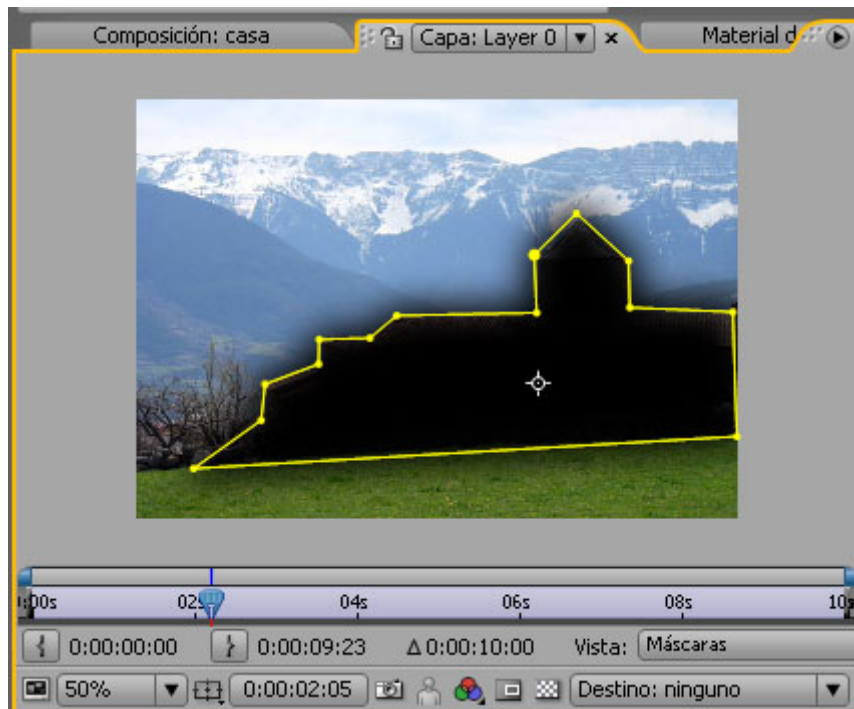 Composición: casa
Capa: Layer 0
Material d
:00s 02s 04s 06s 08s 10s
0:00:00:00 0:00:09:23 Δ 0:00:10:00 Vista: Máscaras
50% 0:00:02:05 Destino: ninguno